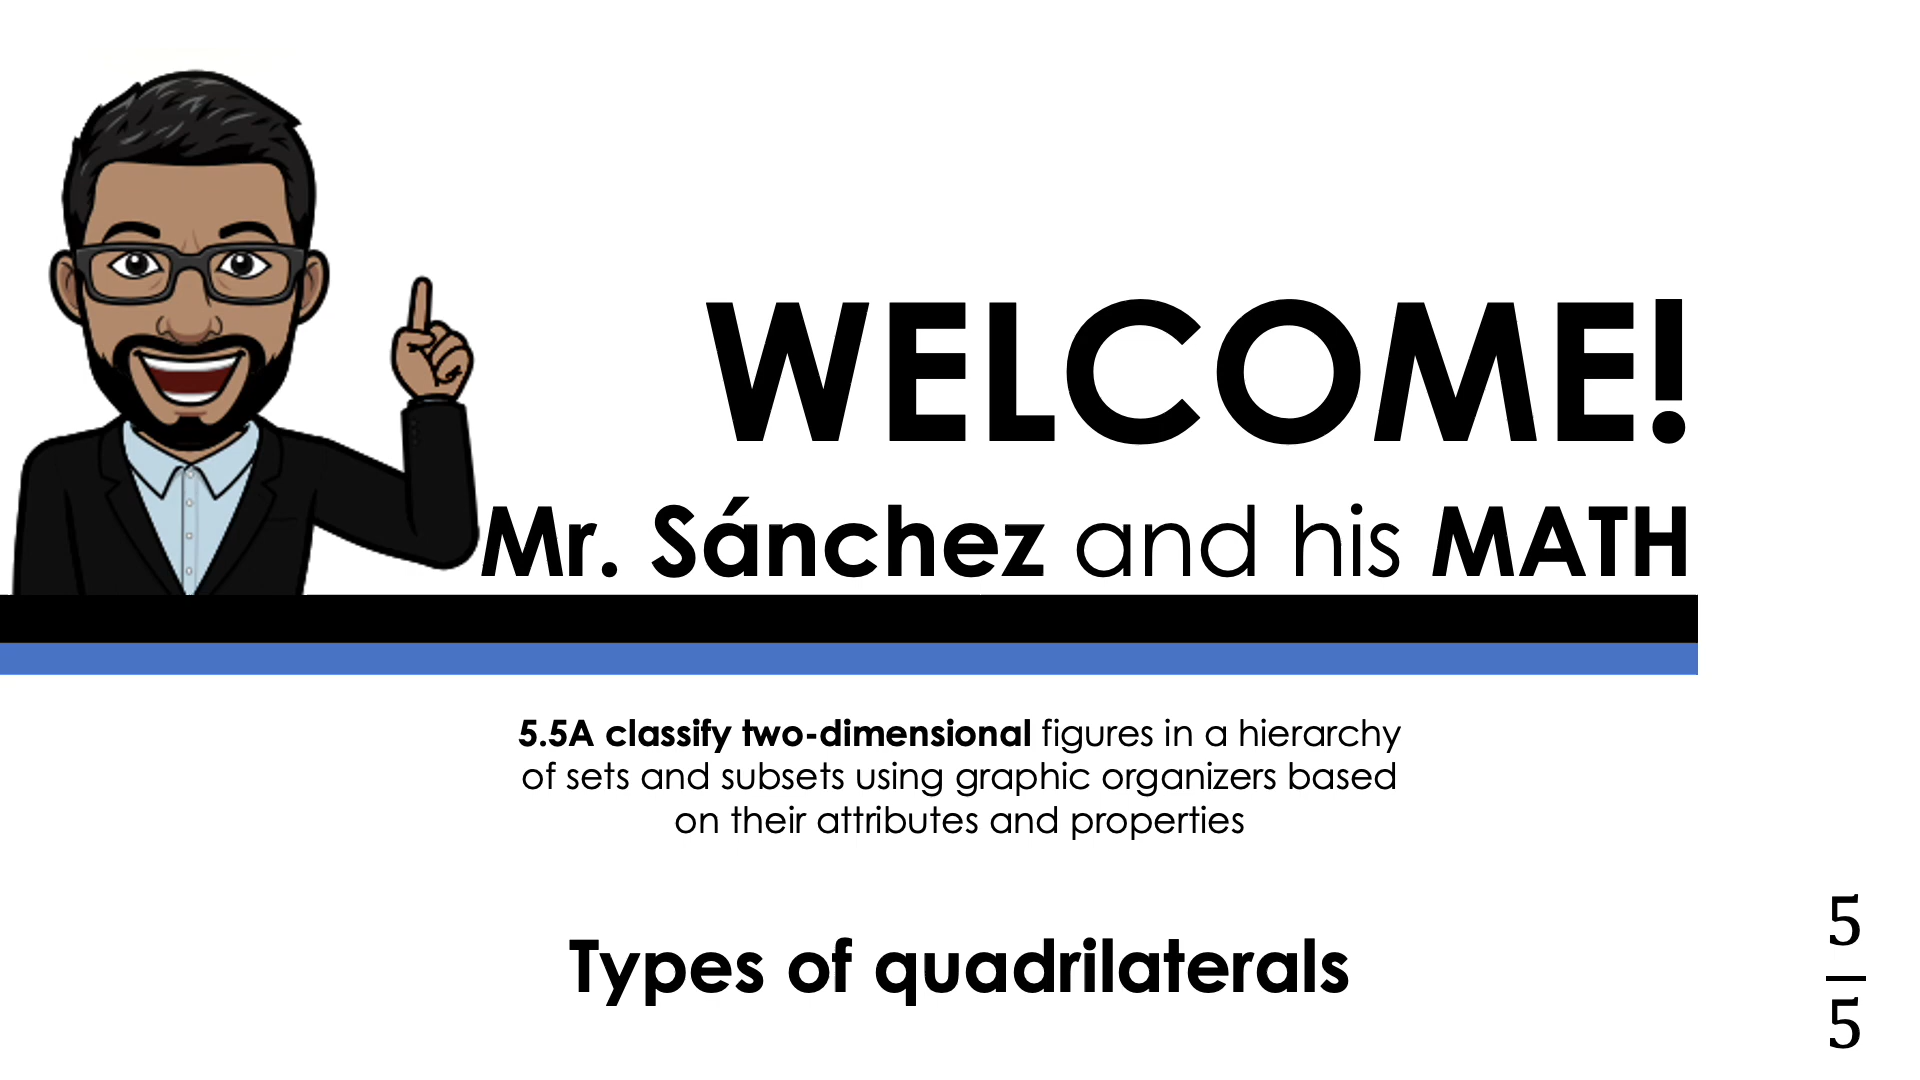 WELCOME!
Mr. Sánchez and his MATH
5.5A classify two-dimensional figures in a hierarchy
of sets and subsets using graphic organizers based
on their attributes and properties
Types of quadrilaterals
5
5